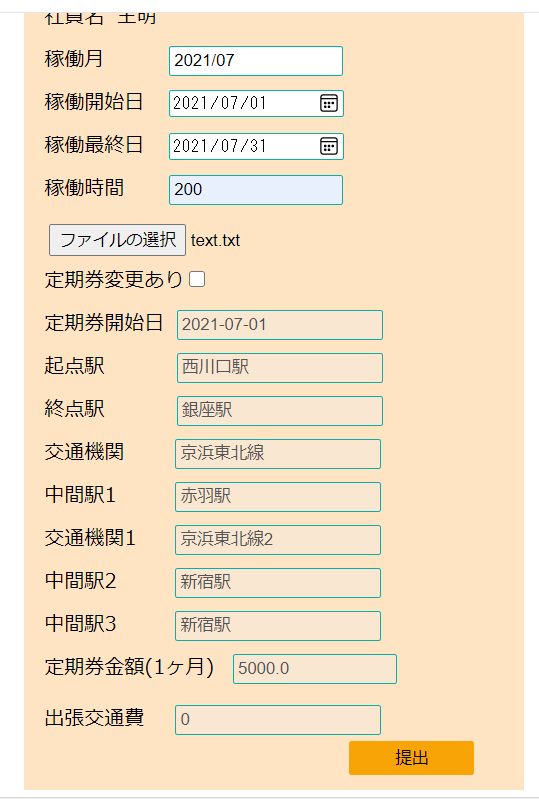 社員名 王明
稼働月 2021/07
稼働開始日 2021/07/01
稼働最終日 2021/07/31
稼働時間 200
ファイルの選択 text.txt
定期券変更あり
定期券開始日 2021-07-01
起点駅 西川口駅
終点駅 銀座駅
交通機関 京浜東北線
中間駅1 赤羽駅
交通機関1 京浜東北線2
中間駅2 新宿駅
中間駅3 新宿駅
定期券金額(1ヶ月) 5000.0
出張交通費 0
提出